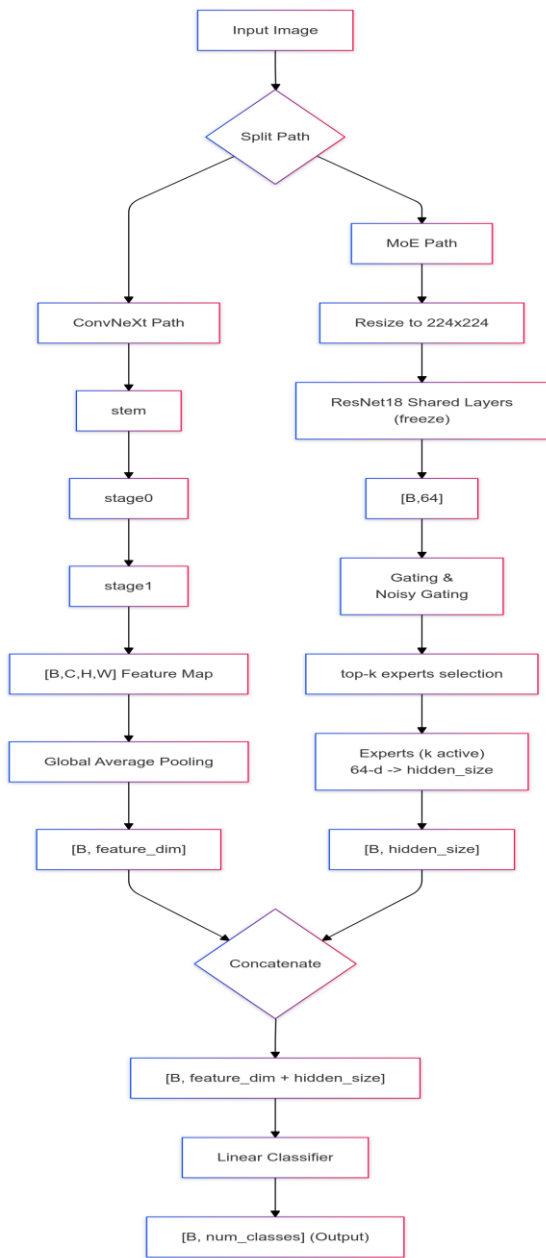 Input Image
Split Path
MoE Path
ConvNeXt Path
Resize to 224x224
stem
ResNet18 Shared Layers
(freeze)
stage0
[B,64]
stage1
Gating &
Noisy Gating
[B,C,H,W] Feature Map
top-k experts selection
Global Average Pooling
Experts (k active)
64-d -> hidden_size
[B, feature_dim]
[B, hidden_size]
Concatenate
[B, feature_dim + hidden_size]
Linear Classifier
[B, num_classes] (Output)